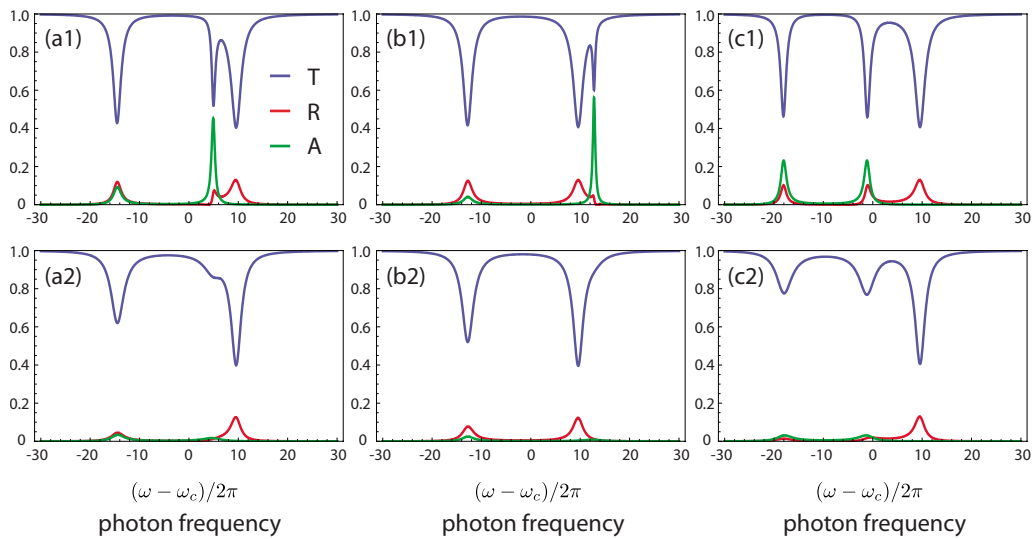 (a1) (b1) (c1)
1.0 1.0 1.0
0.8 0.8 0.8
T
0.6 0.6 0.6
R
0.4 0.4 0.4
A
0.2 0.2 0.2
0 0 0
-30 -20 -10 0 10 20 30 -30 -20 -10 0 10 20 30 -30 -20 -10 0 10 20 30
(a2) (b2) (c2)
1.0 1.0 1.0
0.8 0.8 0.8
0.6 0.6 0.6
0.4 0.4 0.4
0.2 0.2 0.2
0 0 0
-30 -20 -10 0 10 20 30 -30 -20 -10 0 10 20 30 -30 -20 -10 0 10 20 30
(ω − ω_c)/2π (ω − ω_c)/2π (ω − ω_c)/2π
photon frequency photon frequency photon frequency